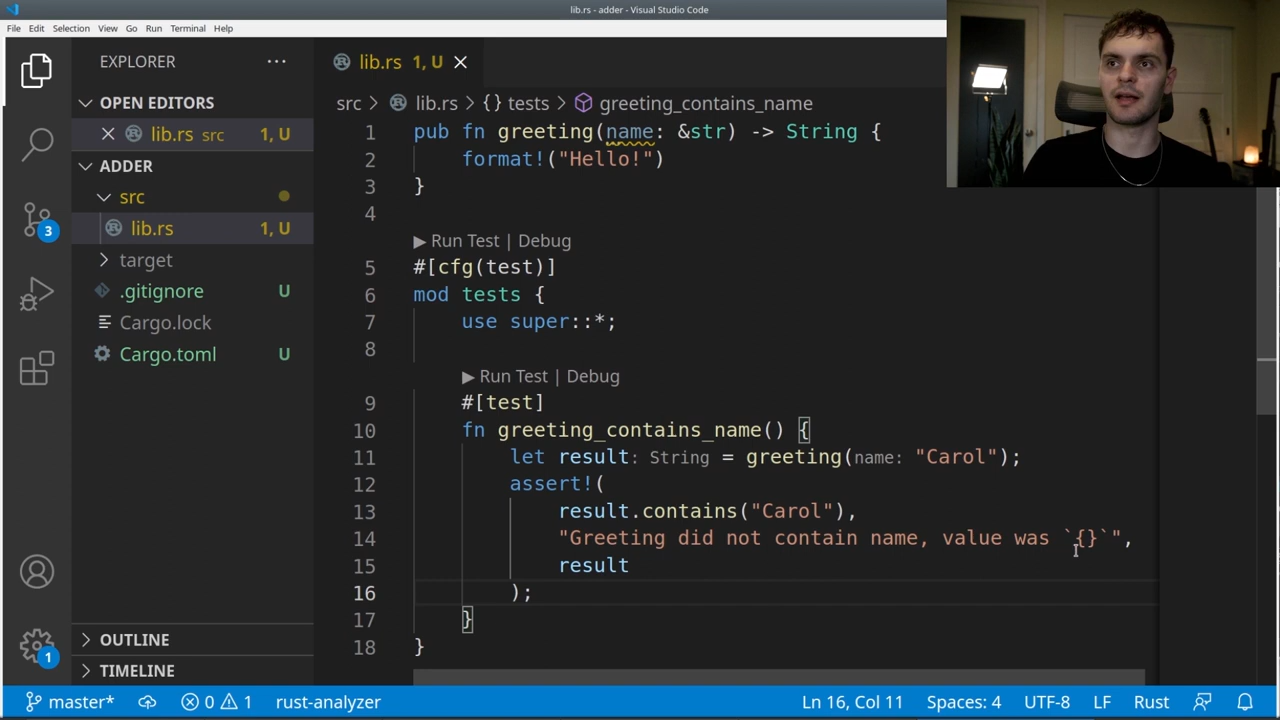 lib.rs - adder - Visual Studio Code
File Edit Selection View Go Run Terminal Help
EXPLORER
OPEN EDITORS
lib.rs src 1, U
ADDER
src
lib.rs 1, U
target
.gitignore U
Cargo.lock
Cargo.toml U
OUTLINE
TIMELINE
3
1
lib.rs 1, U
src > lib.rs > {} tests > greeting_contains_name
1 pub fn greeting(name: &str) -> String {
2 format!("Hello!")
3 }
4
▶ Run Test | Debug
5 #[cfg(test)]
6 mod tests {
7 use super::*;
8
▶ Run Test | Debug
9 #[test]
10 fn greeting_contains_name() {
11 let result: String = greeting(name: "Carol");
12 assert!(
13 result.contains("Carol"),
14 "Greeting did not contain name, value was `{}`",
15 result
16 );
17 }
18 }
master* 0 1 rust-analyzer Ln 16, Col 11 Spaces: 4 UTF-8 LF Rust